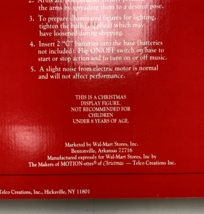 the arms by appealing them to a desired pose.
3. To prepare illuminated figures for lighting,
tighten the bulbs which may
have loosened during shipping.
4. Insert 2 "C" batteries into the base (batteries
not included). Flip ON/OFF switch on base to
start or stop action and to turn on or off music.
5. A slight noise from electric motor is normal
and will not affect performance.
THIS IS A CHRISTMAS
DISPLAY FIGURE.
NOT RECOMMENDED FOR
CHILDREN
UNDER 8 YEARS OF AGE.
Marketed by Wal-Mart Stores, Inc.
Bentonville, Arkansas 72716
Manufactured expressly for Wal-Mart Stores, Inc by
The Makers of MOTION-ettes® of Christmas — Telco Creations Inc.
Telco Creations, Inc., Hicksville, NY 11801